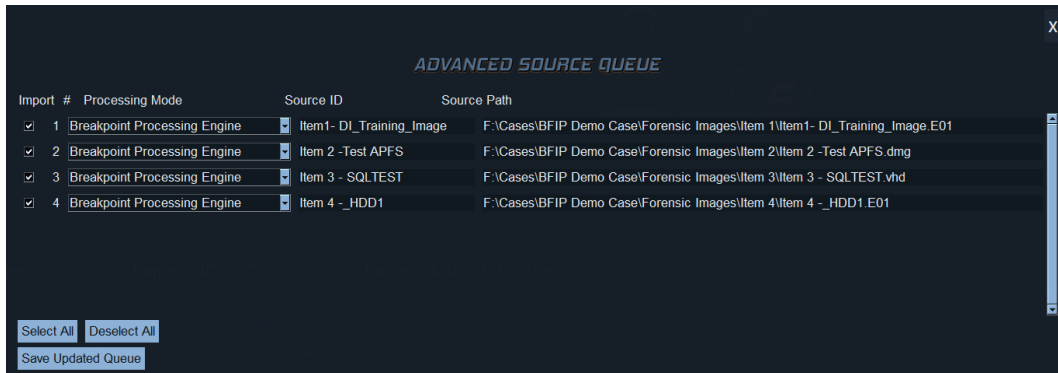 X
ADVANCED SOURCE QUEUE
Import # Processing Mode Source ID Source Path
1 Breakpoint Processing Engine Item1- DI_Training_Image F:\Cases\BFIP Demo Case\Forensic Images\Item 1\Item1- DI_Training_Image.E01
2 Breakpoint Processing Engine Item 2 -Test APFS F:\Cases\BFIP Demo Case\Forensic Images\Item 2\Item 2 -Test APFS.dmg
3 Breakpoint Processing Engine Item 3 - SQLTEST F:\Cases\BFIP Demo Case\Forensic Images\Item 3\Item 3 - SQLTEST.vhd
4 Breakpoint Processing Engine Item 4 -_HDD1 F:\Cases\BFIP Demo Case\Forensic Images\Item 4\Item 4 -_HDD1.E01
Select All Deselect All
Save Updated Queue